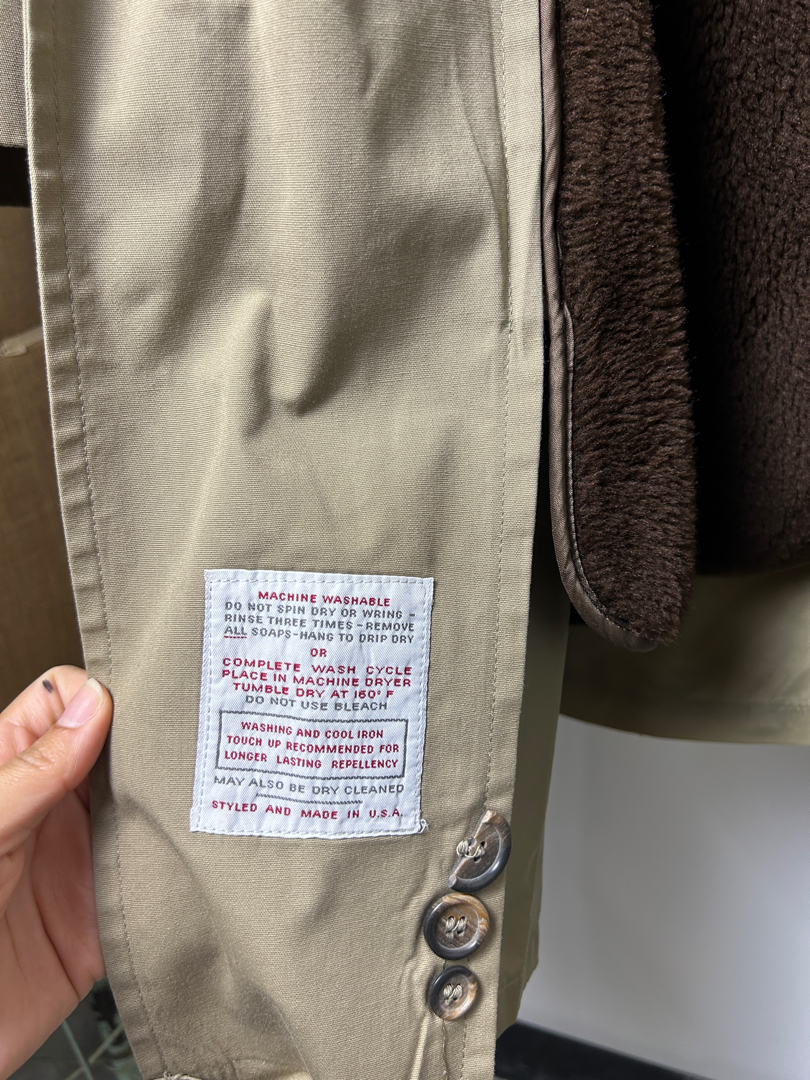 MACHINE WASHABLE
DO NOT SPIN DRY OR WRING -
RINSE THREE TIMES - REMOVE
ALL SOAPS-HANG TO DRIP DRY
OR
COMPLETE WASH CYCLE
PLACE IN MACHINE DRYER
TUMBLE DRY AT 160° F
DO NOT USE BLEACH
WASHING AND COOL IRON
TOUCH UP RECOMMENDED FOR
LONGER LASTING REPELLENCY
MAY ALSO BE DRY CLEANED
STYLED AND MADE IN U.S.A.